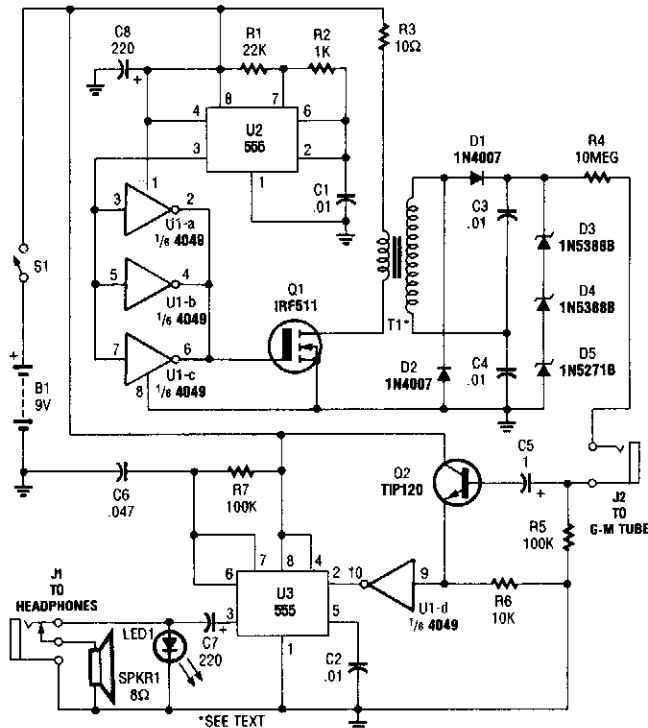 C8
220
+
R1
22K
R2
1K
R3
10Ω
8
7
4
6
U2
555
3
2
1
1
C1
.01
D1
1N4007
R4
10MEG
C3
.01
D3
1N5388B
3
2
U1-a
1/6 4049
S1
5
4
U1-b
1/6 4049
Q1
IRF511
T1*
D4
1N5388B
7
6
U1-c
1/6 4049
8
D2
1N4007
C4
.01
D5
1N5271B
+
B1
9V
C6
.047
R7
100K
Q2
TIP120
C5
1
+
J2
TO
G-M TUBE
R5
100K
7
8
4
6
U3
555
2
10
9
U1-d
1/6 4049
R6
10K
3
5
1
J1
TO
HEADPHONES
LED1
C7
220
+
SPKR1
8Ω
C2
.01
*SEE TEXT